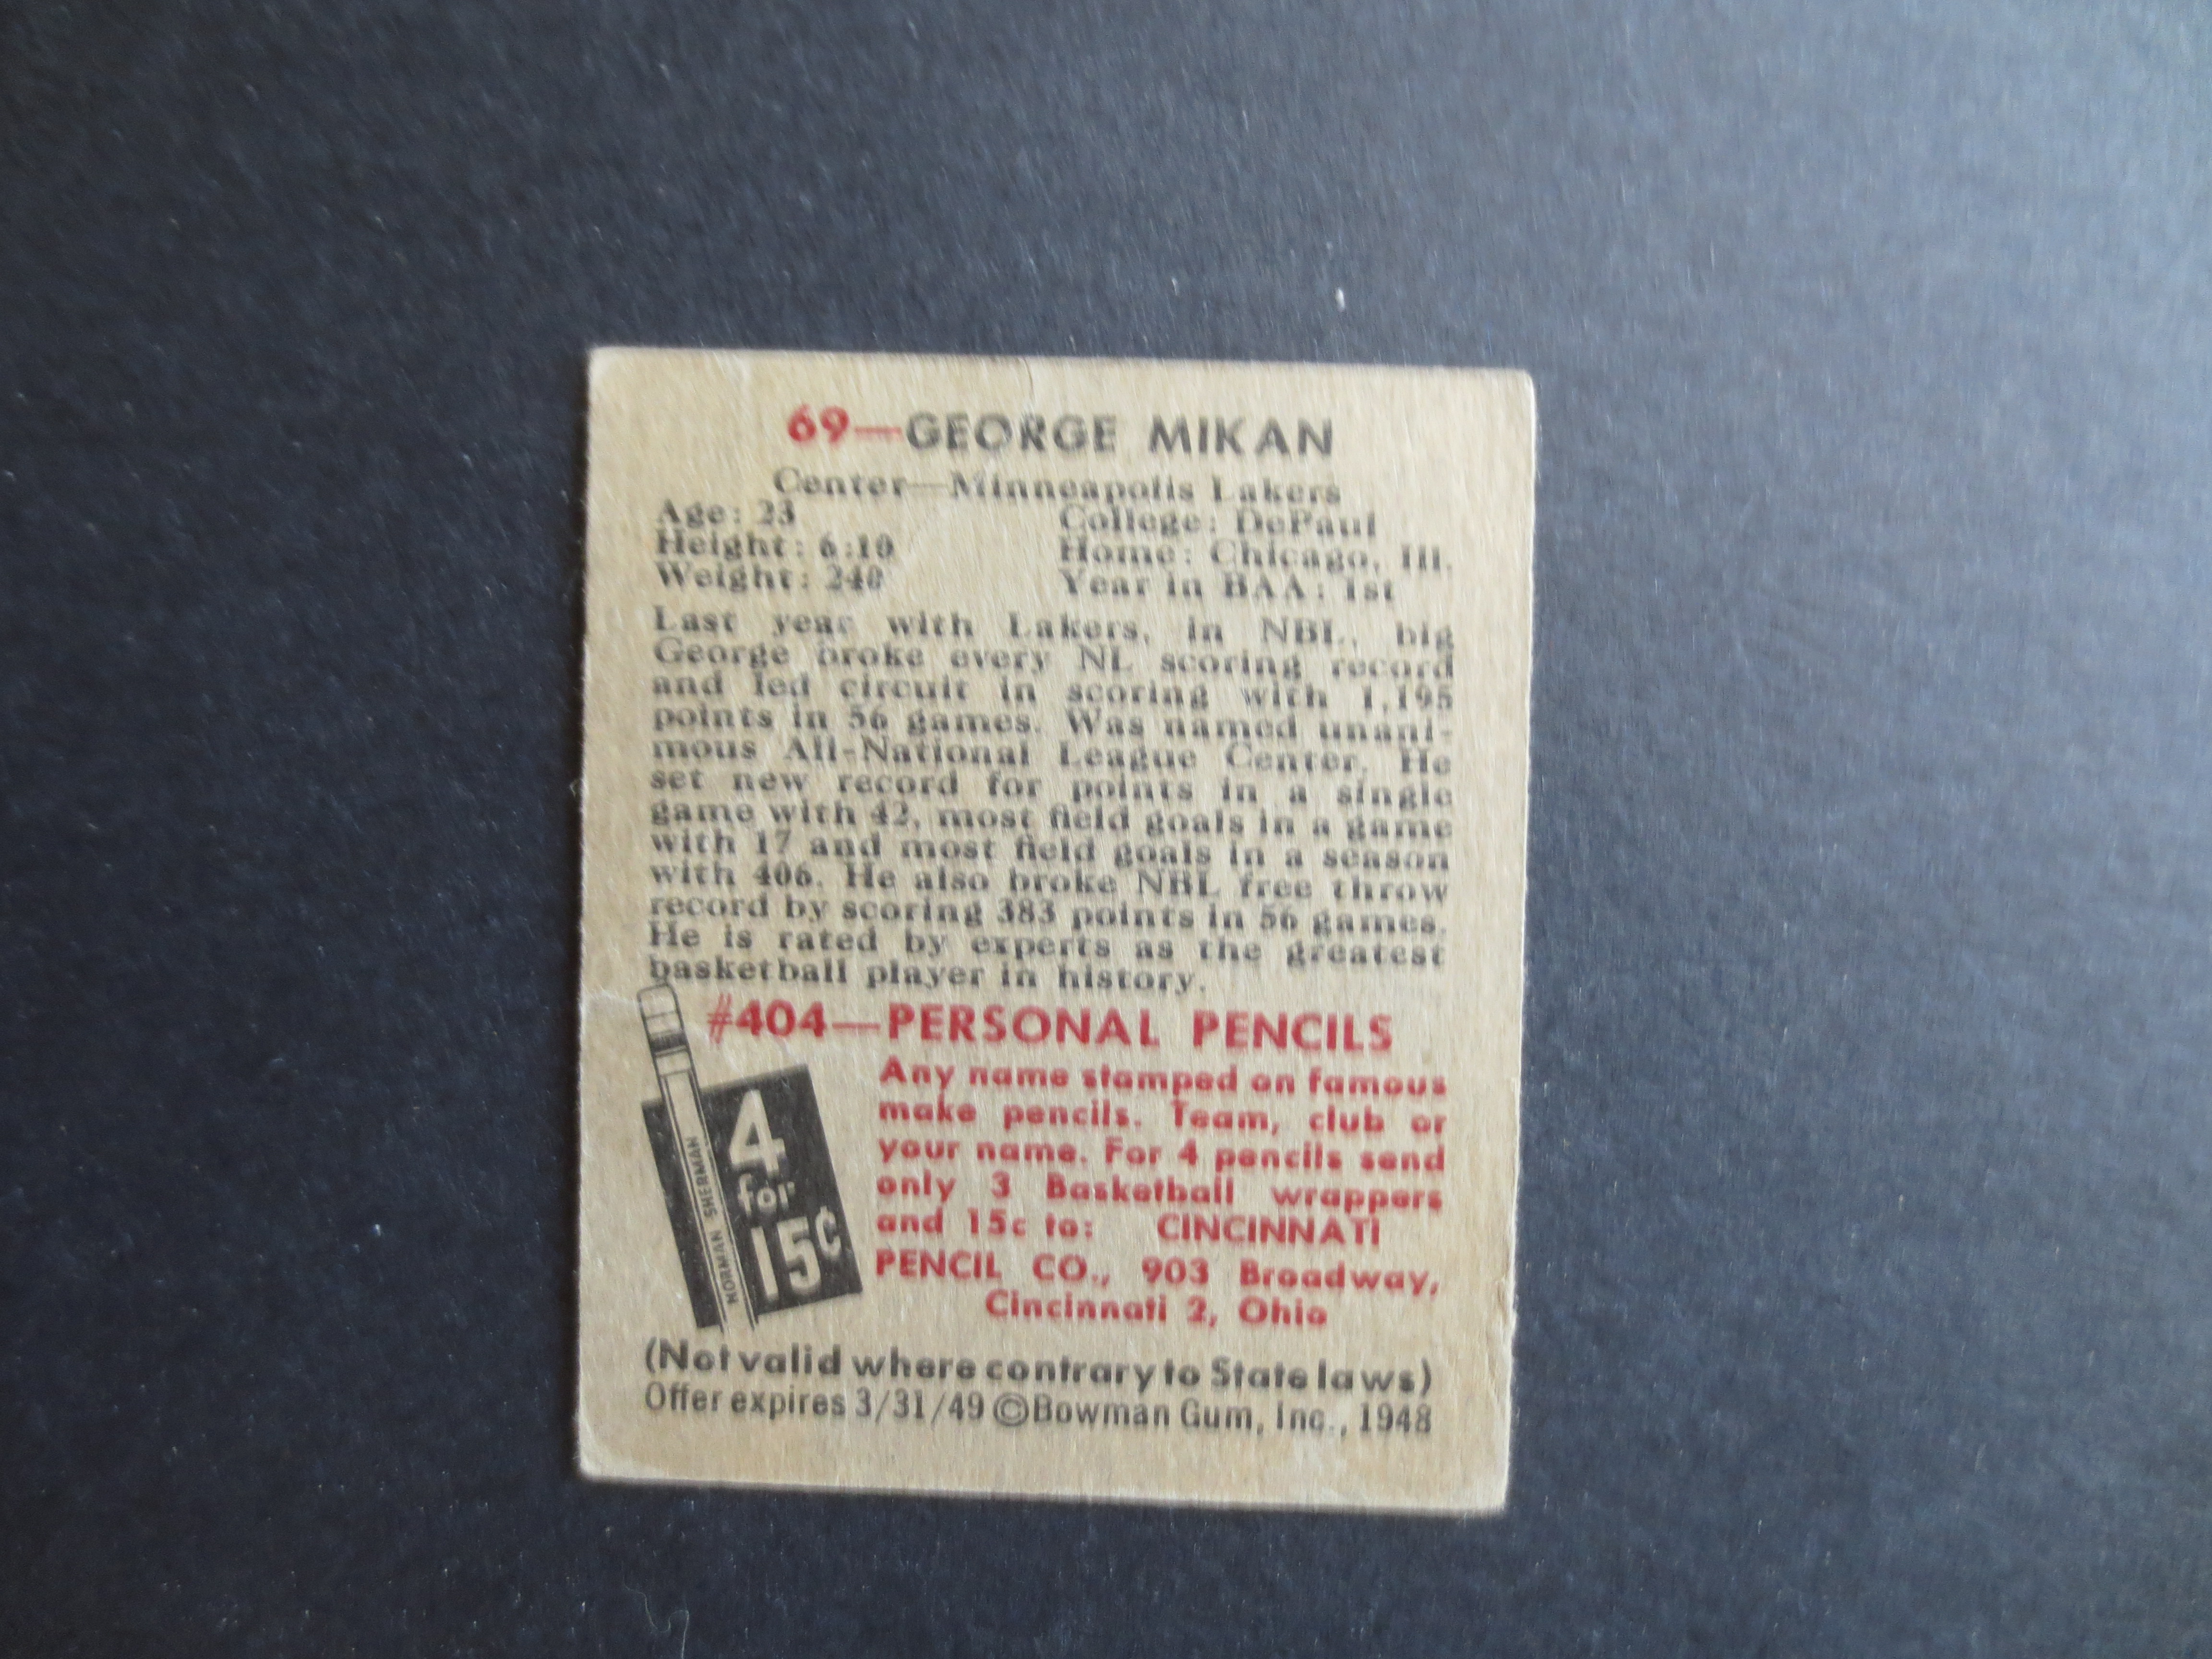 69—GEORGE MIKAN
Center—Minneapolis Lakers
Age: 23 College: DePaul
Height: 6:10 Home: Chicago, Ill.
Weight: 240 Year in BAA: 1st
Last year with Lakers, in NBL, big
George broke every NL scoring record
and led circuit in scoring with 1,195
points in 56 games. Was named unani-
mous All-National League Center. He
set new record for points in a single
game with 42, most field goals in a game
with 17 and most field goals in a season
with 406. He also broke NBL free throw
record by scoring 383 points in 56 games.
He is rated by experts as the greatest
basketball player in history.
#404—PERSONAL PENCILS
Any name stamped on famous
make pencils. Team, club or
your name. For 4 pencils send
only 3 Basketball wrappers
and 15c to: CINCINNATI
PENCIL CO., 903 Broadway,
Cincinnati 2, Ohio
4
for
15¢
NORMAN SHERMAN
(Not valid where contrary to State laws)
Offer expires 3/31/49 ©Bowman Gum, Inc., 1948